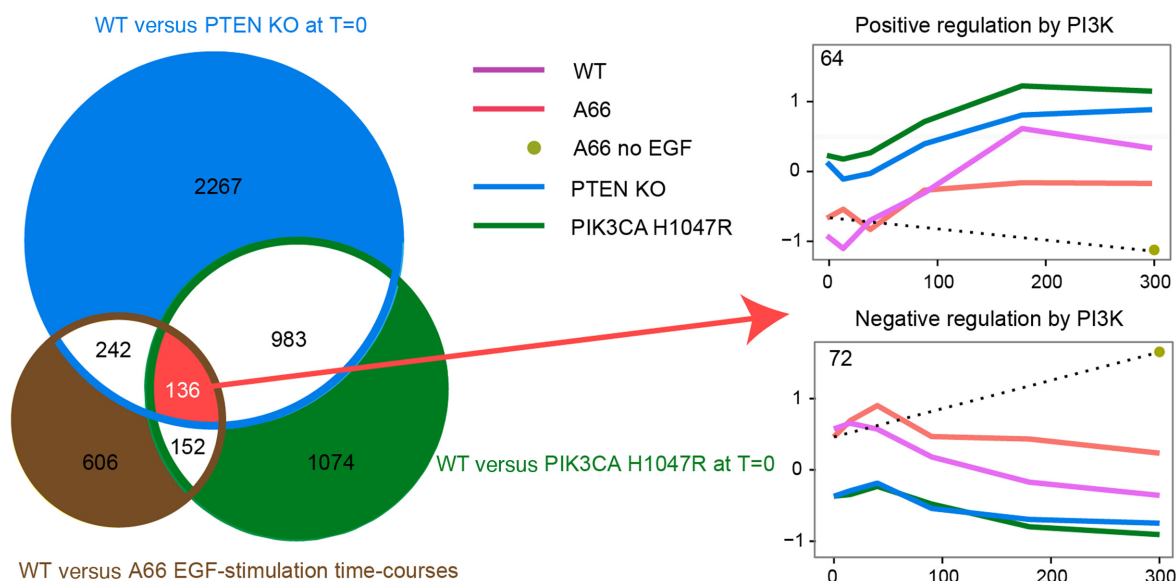 WT versus PTEN KO at T=0
2267
242
983
136
152
606
1074
WT versus PIK3CA H1047R at T=0
WT versus A66 EGF-stimulation time-courses
WT
A66
A66 no EGF
PTEN KO
PIK3CA H1047R
Positive regulation by PI3K
64
1
0
−1
0 100 200 300
Negative regulation by PI3K
72
1
0
−1
0 100 200 300